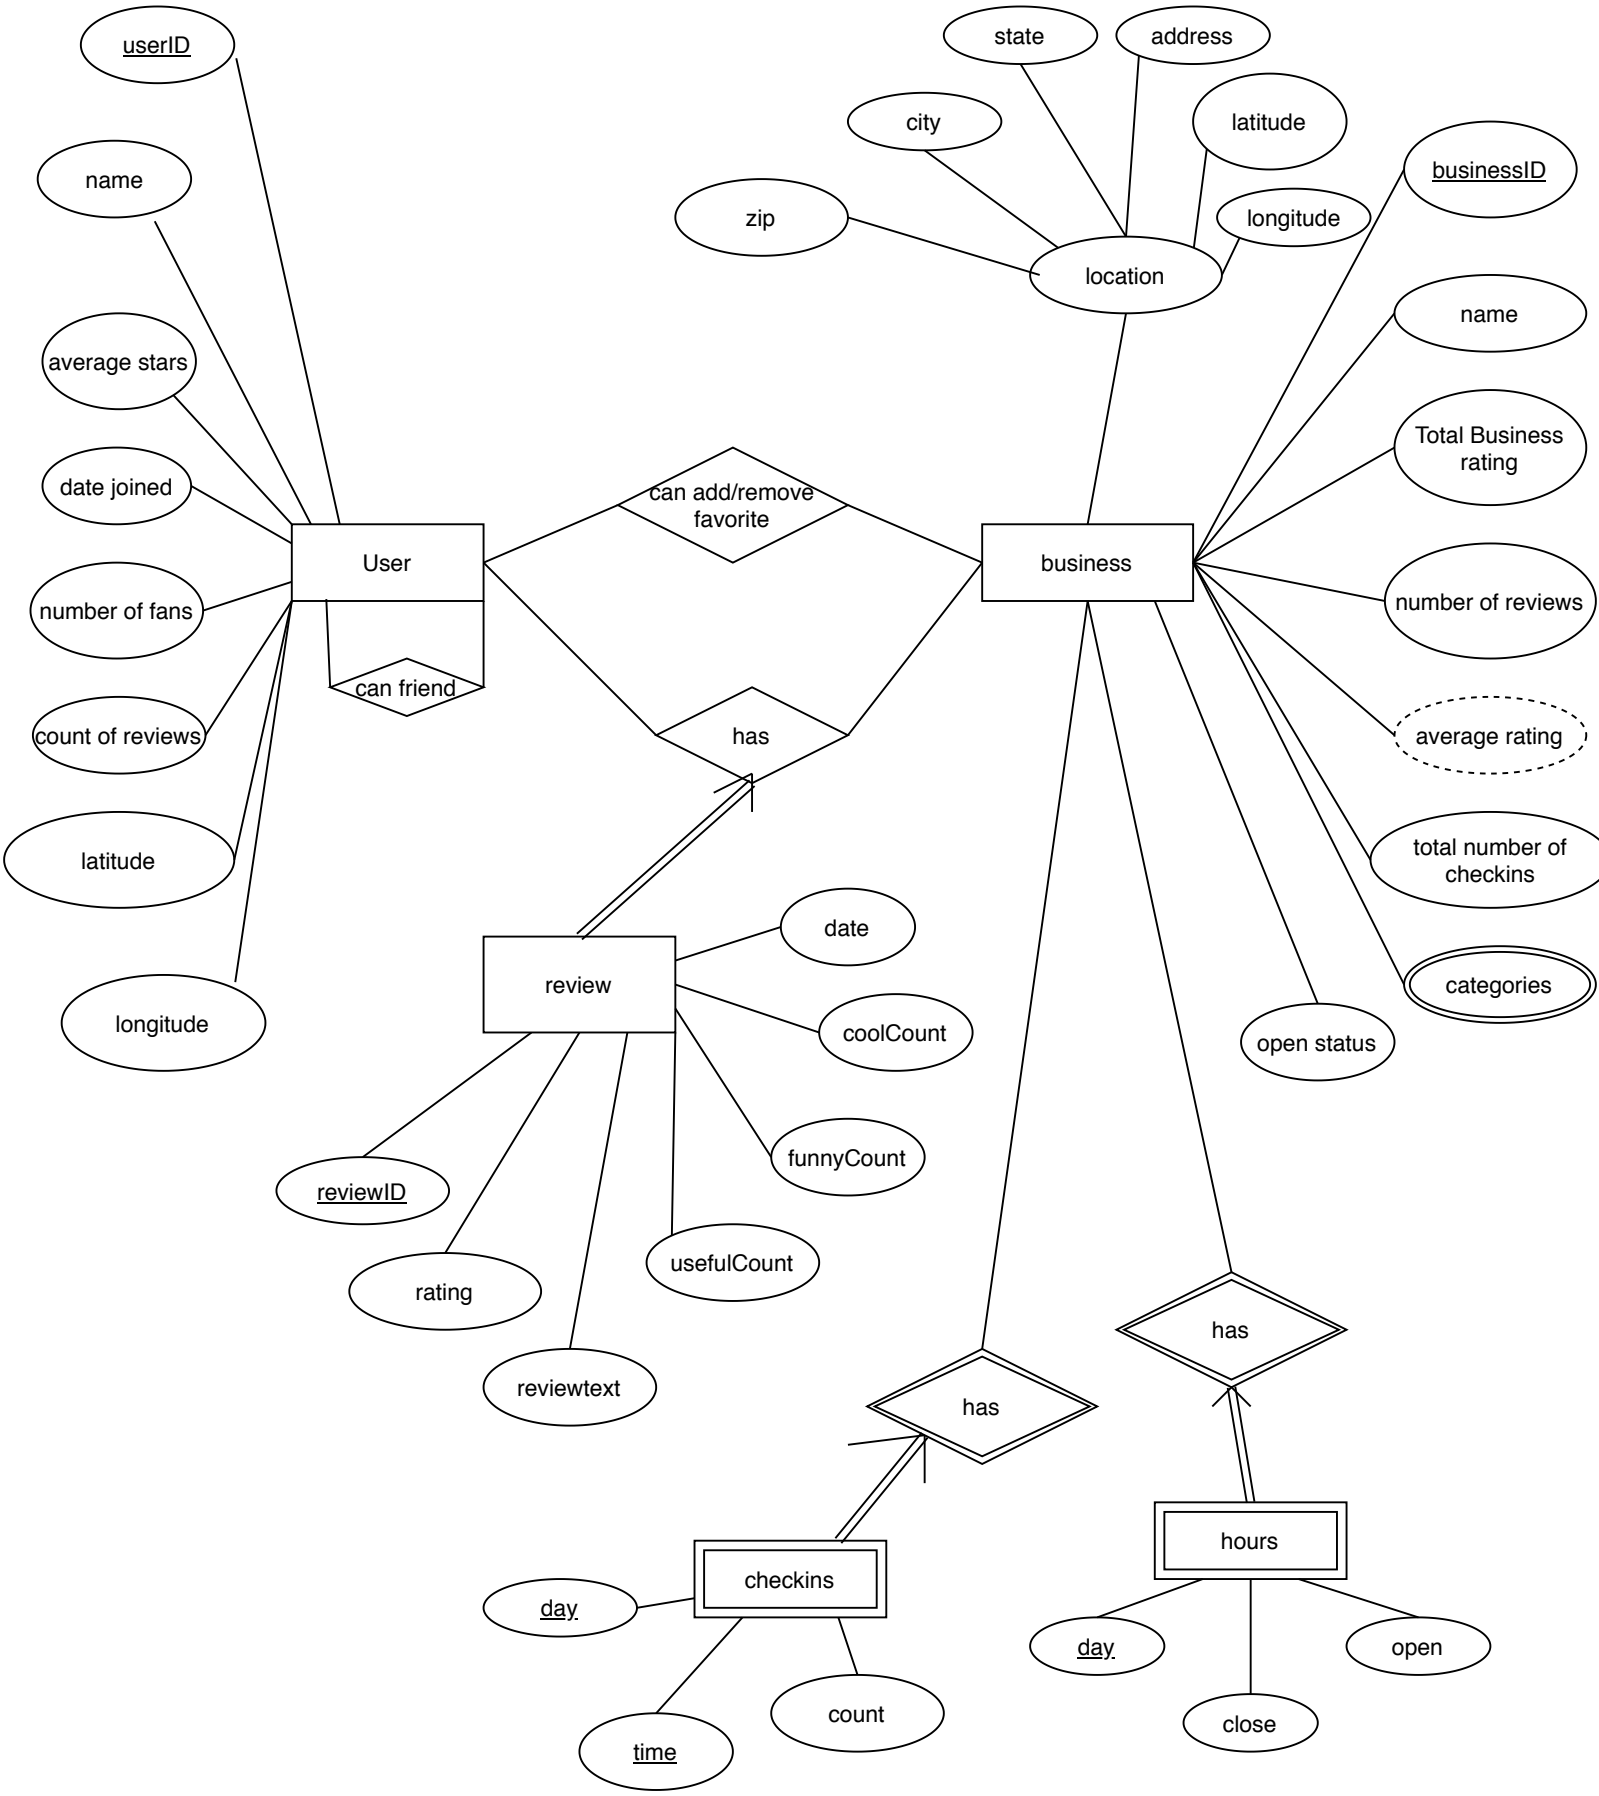 userID
state
address
city
latitude
businessID
name
zip
longitude
location
name
average stars
Total Business
rating
date joined
can add/remove
favorite
User
business
number of fans
number of reviews
can friend
count of reviews
has
average rating
latitude
total number of
checkins
date
review
categories
longitude
coolCount
open status
funnyCount
reviewID
usefulCount
rating
has
reviewtext
has
hours
checkins
day
day
open
count
close
time